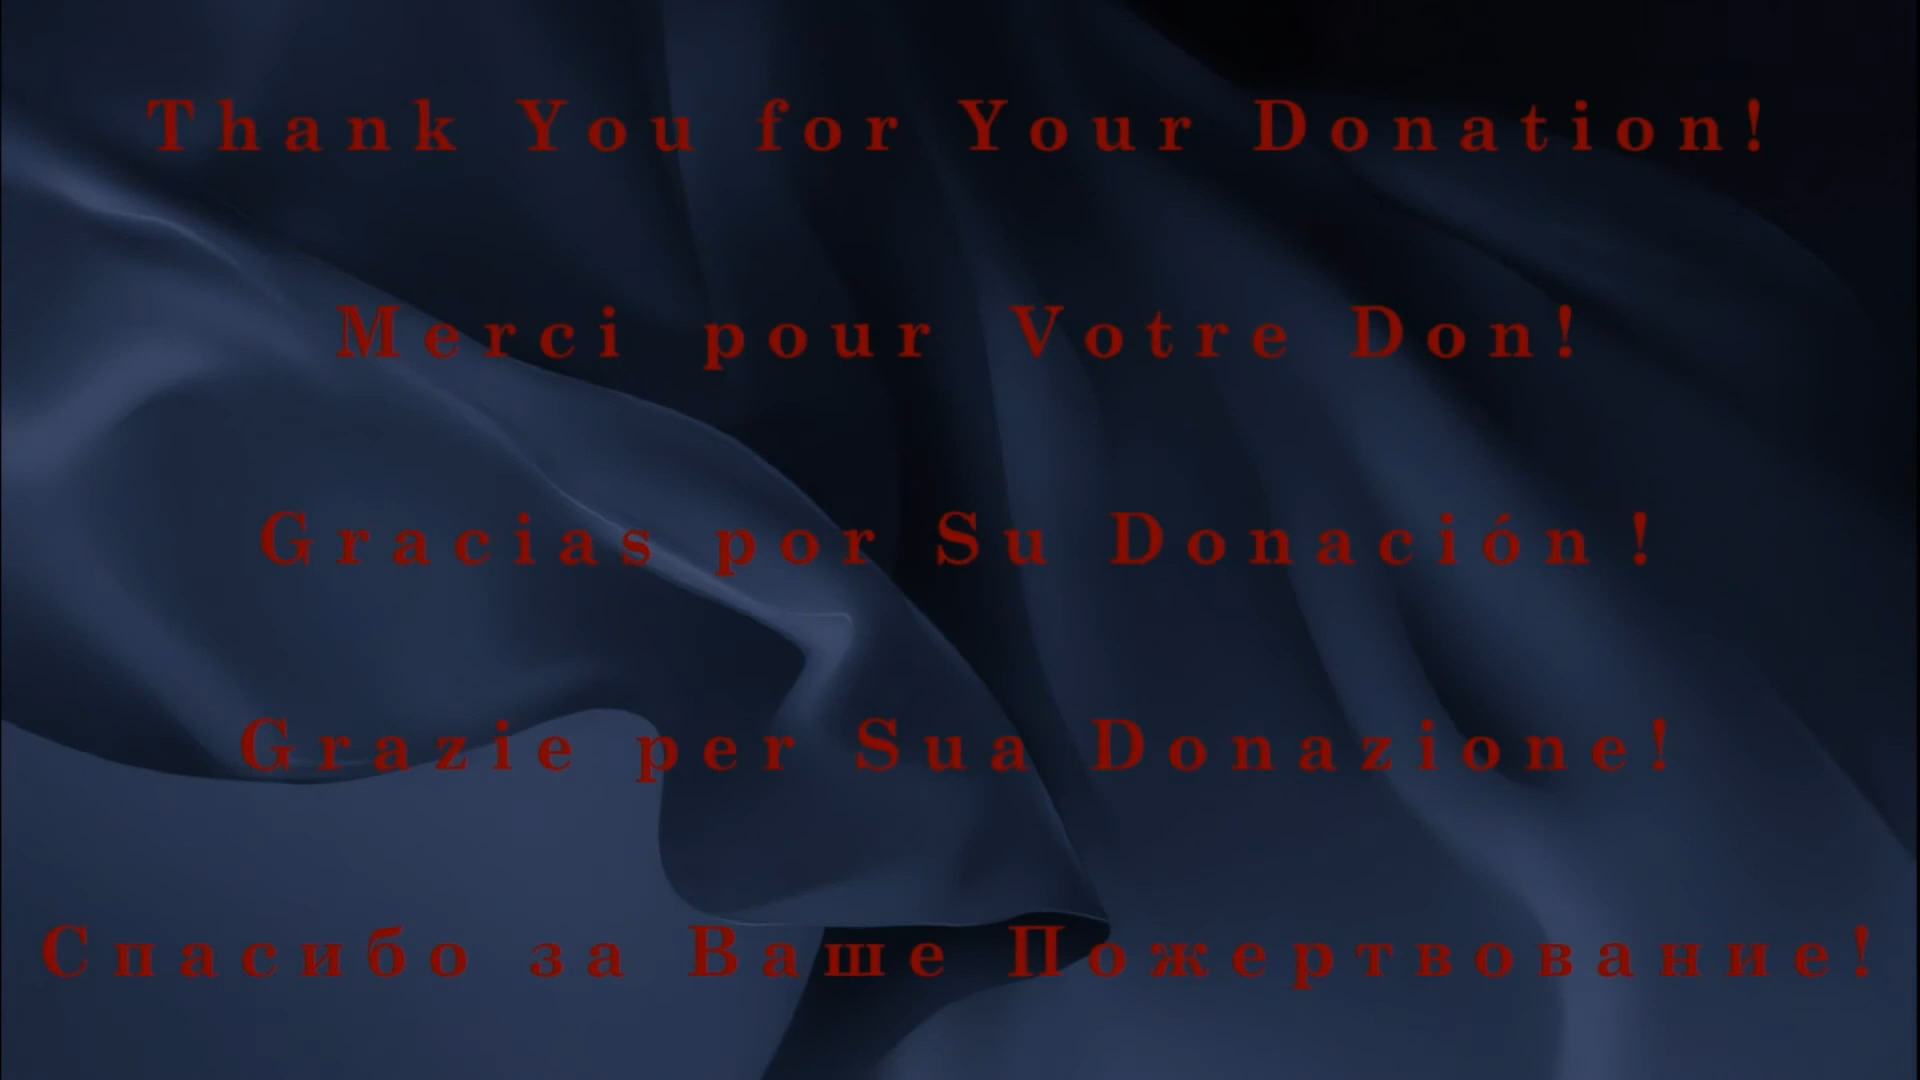 Thank You for Your Donation!
Merci pour Votre Don!
Gracias por Su Donación !
Grazie per Sua Donazione!
Спасибо за Ваше Пожертвование!